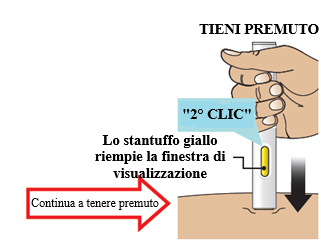 TIENI PREMUTO
"2° CLIC"
Lo stantuffo giallo
riempie la finestra di
visualizzazione
Continua a tenere premuto